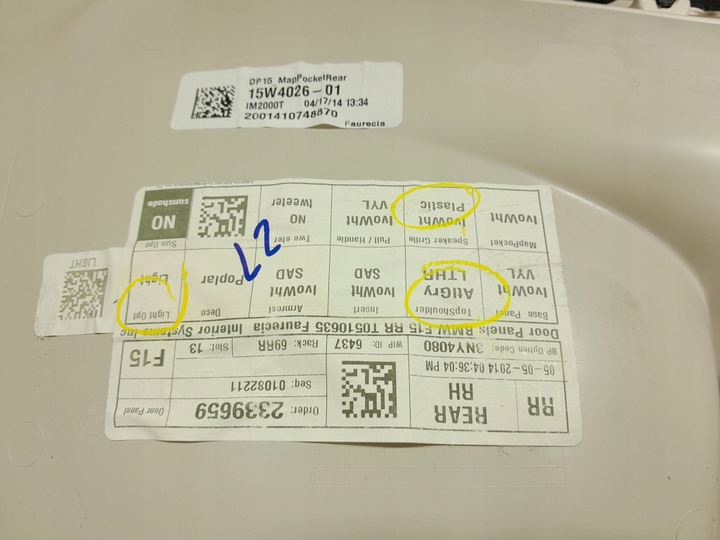 DP15_MapPocketRear
15W4026-01
IM2000T 04/17/14 13:34
2001410748870
Faurecia
LIGHT
RR
REAR
RH
Order: 2339659
Seq: 01082211
Door Panel
F15
05-05-2014 04:36:04 PM
BP Option Code: 3NY4080
WIP ID: 6437
Rack: 69RR
Slot: 13
Door Panels BMW F15 RR T0510635 Faurecia Interior Systems Inc
Base Panel
IvoWht
VYL
TopShoulder
AtlGry
LTHR
Insert
IvoWht
SAD
Armrest
IvoWht
SAD
Deco
Poplar
Light Opt
Light
MapPocket
IvoWht
Speaker Grille
IvoWht
Plastic
Pull / Handle
IvoWht
VYL
Tweeter
NO
tweeter
Sun Opt
NO
sunshade